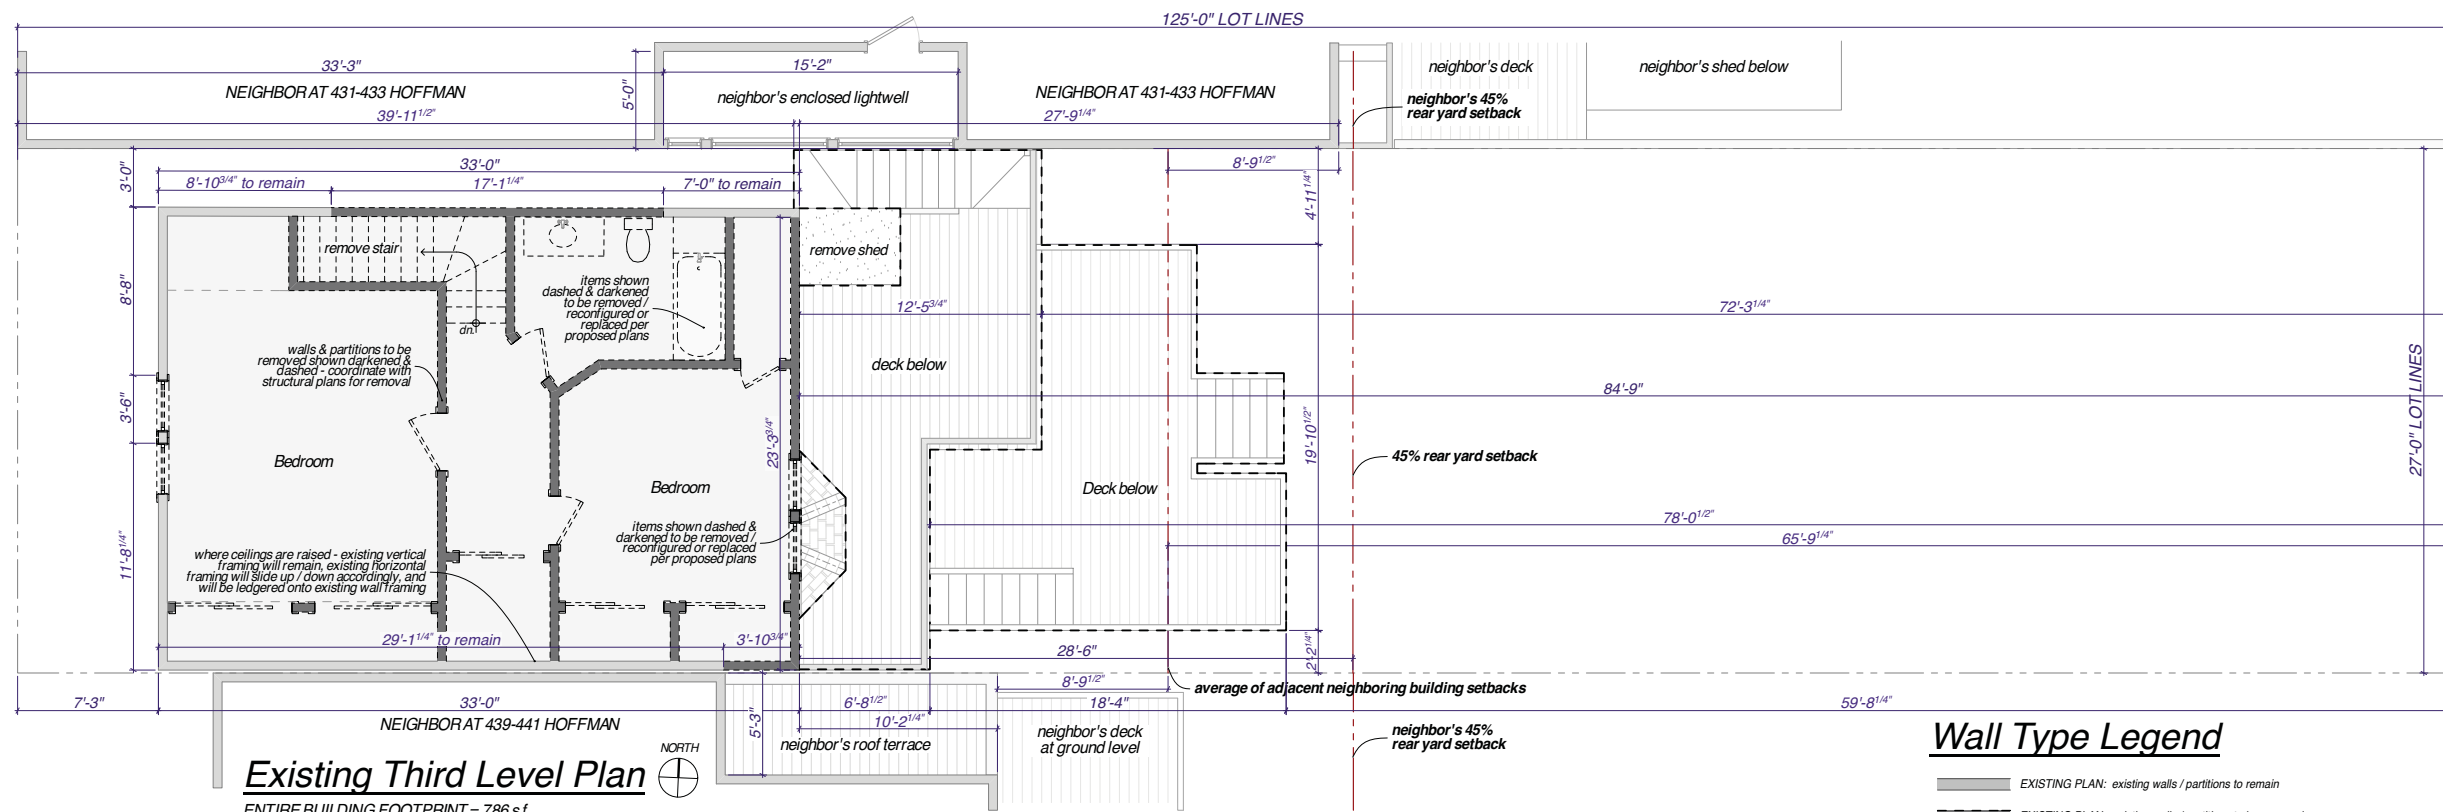 125'-0" LOT LINES
33'-3"
15'-2"
NEIGHBOR AT 431-433 HOFFMAN
neighbor's enclosed lightwell
NEIGHBOR AT 431-433 HOFFMAN
neighbor's deck
neighbor's shed below
5'-0"
39'-11 1/2"
27'-9 1/4"
neighbor's 45%
rear yard setback
3'-0"
33'-0"
8'-9 1/2"
8'-10 3/4" to remain
17'-1 1/4"
7'-0" to remain
4'-11 1/4"
8'-8"
remove stair
remove shed
items shown
dashed & darkened
to be removed /
reconfigured or
replaced per
proposed plans
dn.
12'-5 3/4"
72'-3 1/4"
walls & partitions to be
removed shown darkened &
dashed - coordinate with
structural plans for removal
deck below
84'-9"
27'-0" LOT LINES
3'-6"
23'-3 3/4"
19'-10 1/2"
45% rear yard setback
Bedroom
Bedroom
Deck below
items shown dashed &
darkened to be removed /
reconfigured or replaced
per proposed plans
78'-0 1/2"
65'-9 1/4"
11'-8 1/4"
where ceilings are raised - existing vertical
framing will remain, existing horizontal
framing will slide up / down accordingly, and
will be ledgered onto existing wall framing
29'-1 1/4" to remain
3'-10 3/4"
28'-6"
2'-2 1/4"
8'-9 1/2"
average of adjacent neighboring building setbacks
7'-3"
33'-0"
6'-8 1/2"
18'-4"
59'-8 1/4"
NEIGHBOR AT 439-441 HOFFMAN
5'-3"
10'-2 1/4"
neighbor's roof terrace
neighbor's deck
at ground level
neighbor's 45%
rear yard setback
Wall Type Legend
NORTH
Existing Third Level Plan
EXISTING PLAN: existing walls / partitions to remain
ENTIRE BUILDING FOOTPRINT = 786 s.f.